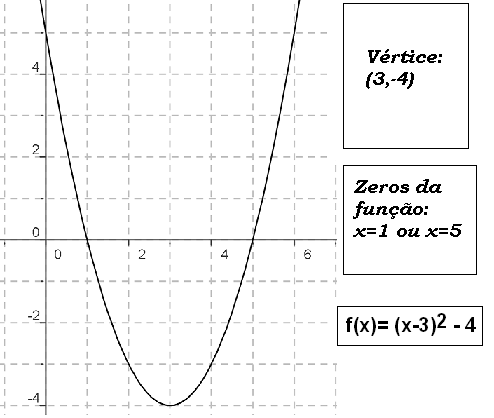 4
2
0
0 2 4 6
-2
-4
Vértice:
(3,-4)
Zeros da
função:
x=1 ou x=5
f(x)= (x-3)² - 4